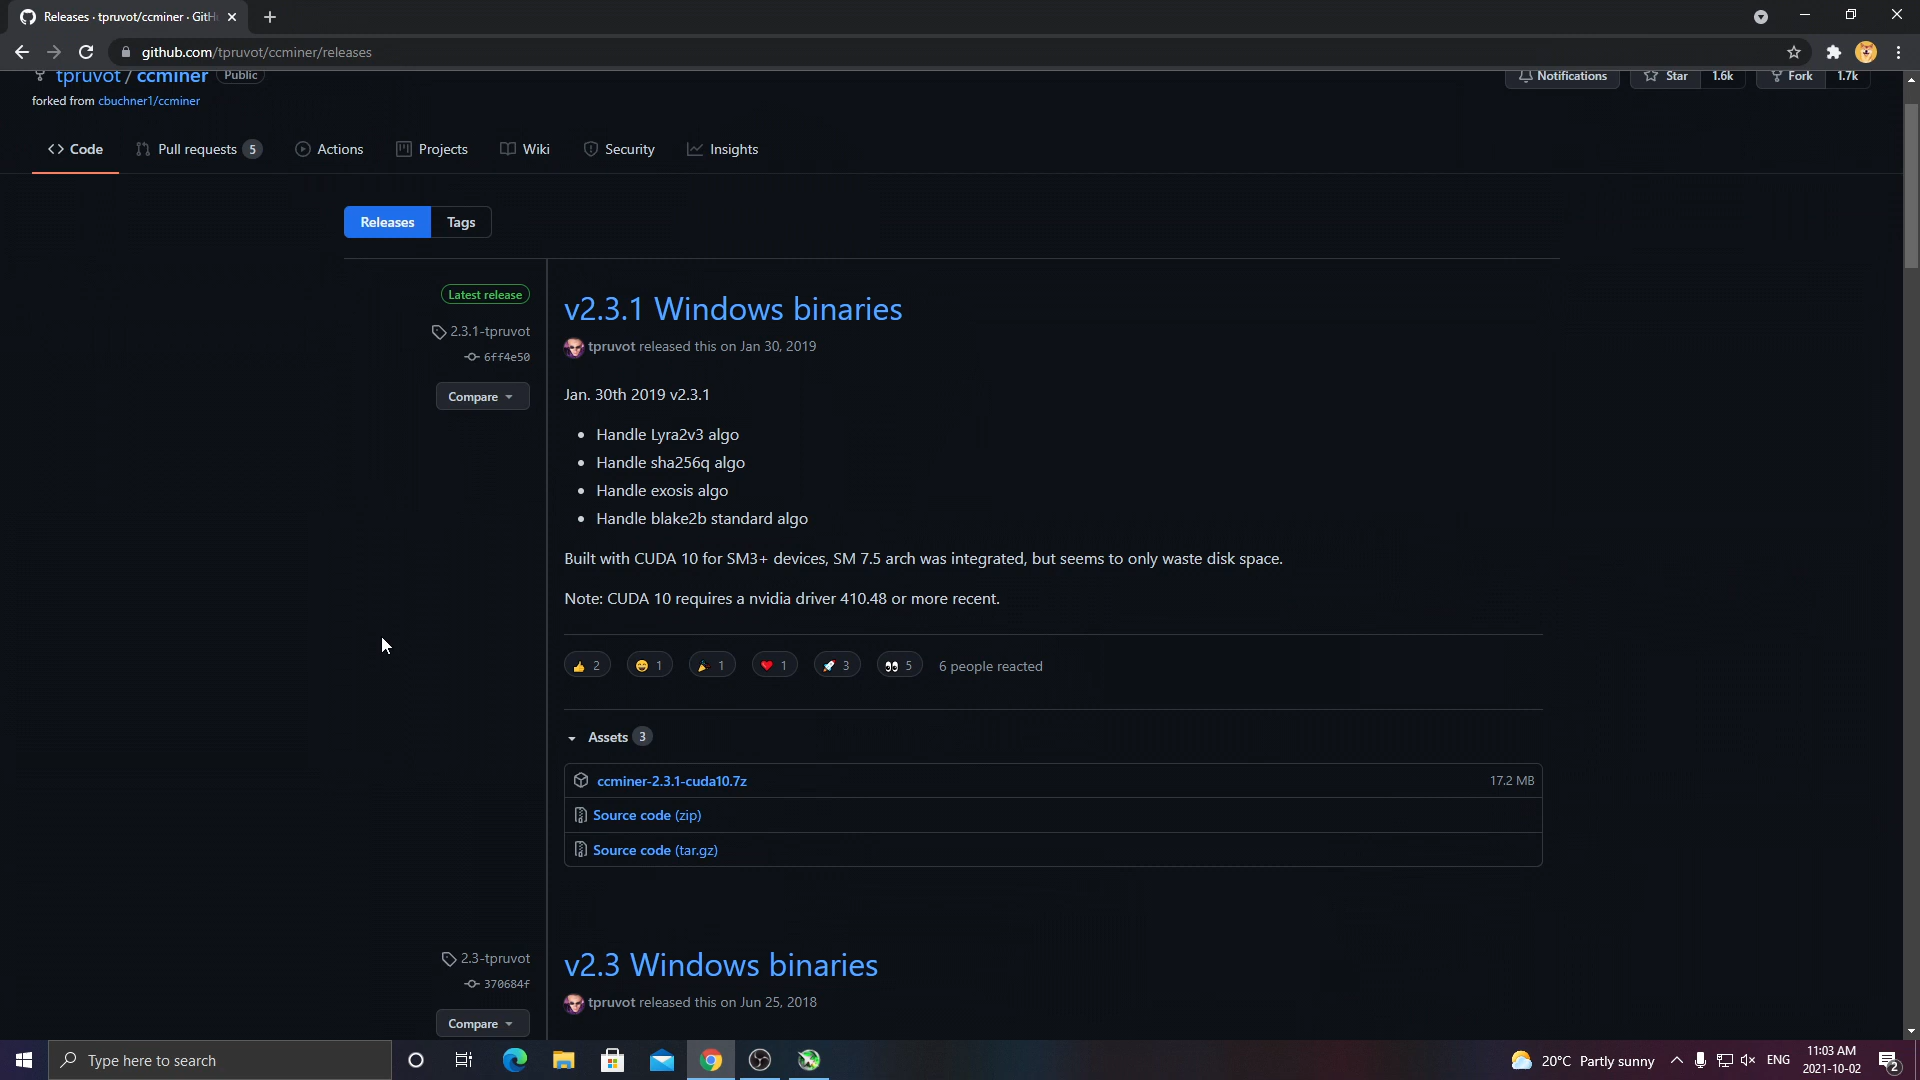 Releases · tpruvot/ccminer · GitH
github.com/tpruvot/ccminer/releases
tpruvot / ccminer Public
Notifications Star 1.6k Fork 1.7k
forked from cbuchner1/ccminer
Code Pull requests 5 Actions Projects Wiki Security Insights
Releases Tags
Latest release
2.3.1-tpruvot
6ff4e50
Compare
v2.3.1 Windows binaries
tpruvot released this on Jan 30, 2019
Jan. 30th 2019 v2.3.1
Handle Lyra2v3 algo
Handle sha256q algo
Handle exosis algo
Handle blake2b standard algo
Built with CUDA 10 for SM3+ devices, SM 7.5 arch was integrated, but seems to only waste disk space.
Note: CUDA 10 requires a nvidia driver 410.48 or more recent.
2 1 1 1 3 5 6 people reacted
Assets 3
ccminer-2.3.1-cuda10.7z 17.2 MB
Source code (zip)
Source code (tar.gz)
2.3-tpruvot
370684f
Compare
v2.3 Windows binaries
tpruvot released this on Jun 25, 2018
Type here to search
20°C Partly sunny
ENG
11:03 AM
2021-10-02
2